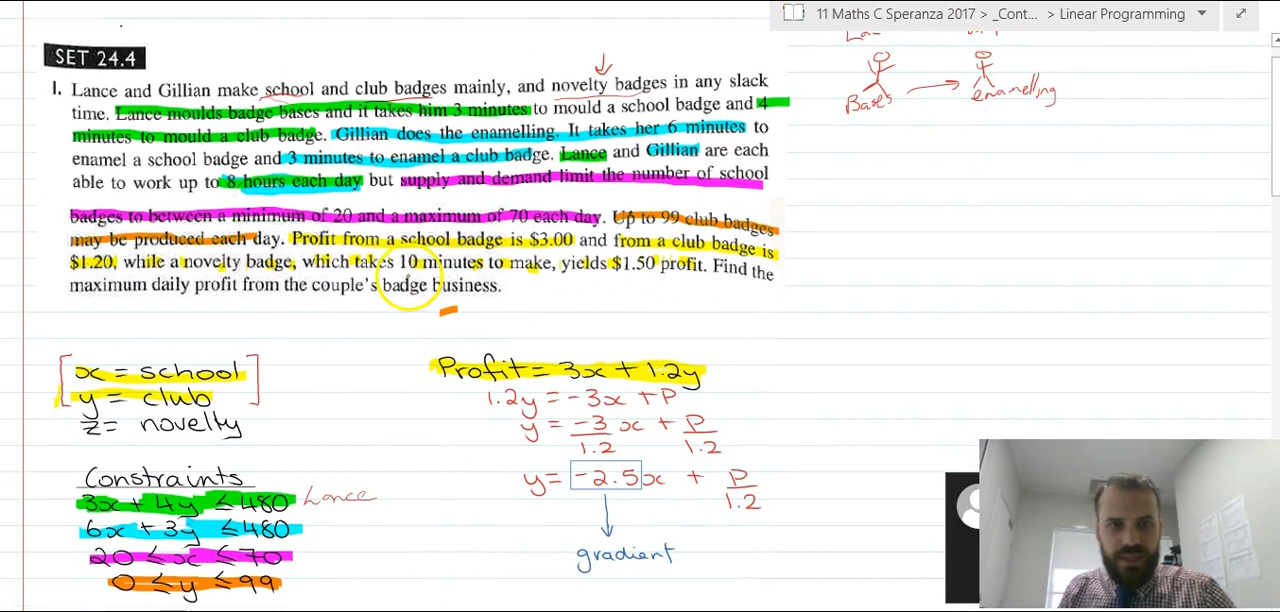 11 Maths C Speranza 2017 > _Cont... > Linear Programming
SET 24.4
1. Lance and Gillian make school and club badges mainly, and novelty badges in any slack
time. Lance moulds badge bases and it takes him 3 minutes to mould a school badge and 4
minutes to mould a club badge. Gillian does the enamelling. It takes her 6 minutes to
enamel a school badge and 3 minutes to enamel a club badge. Lance and Gillian are each
able to work up to 8 hours each day but supply and demand limit the number of school
badges to between a minimum of 20 and a maximum of 70 each day. Up to 99 club badges
may be produced each day. Profit from a school badge is $3.00 and from a club badge is
$1.20, while a novelty badge, which takes 10 minutes to make, yields $1.50 profit. Find the
maximum daily profit from the couple's badge business.
Bases
enamelling
x = school
y = club
z = novelty
Constraints
3x + 4y ≤ 480 Lance
6x + 3y ≤ 480
20 ≤ x ≤ 70
0 ≤ y ≤ 99
Profit = 3x + 1.2y
1.2y = -3x + P
y = -3/1.2 x + P/1.2
y = -2.5x + P/1.2
gradient